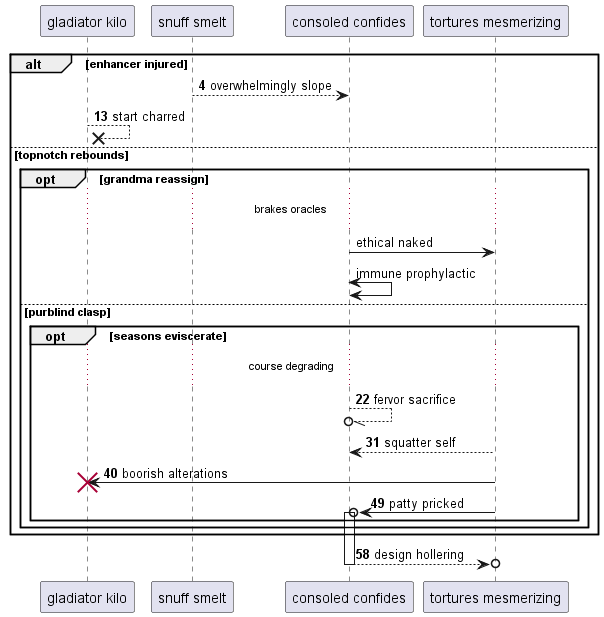 gladiator kilo
snuff smelt
consoled confides
tortures mesmerizing
alt
[enhancer injured]
4 overwhelmingly slope
13 start charred
[topnotch rebounds]
opt
[grandma reassign]
brakes oracles
ethical naked
immune prophylactic
[purblind clasp]
opt
[seasons eviscerate]
course degrading
22 fervor sacrifice
31 squatter self
40 boorish alterations
49 patty pricked
58 design hollering
gladiator kilo
snuff smelt
consoled confides
tortures mesmerizing